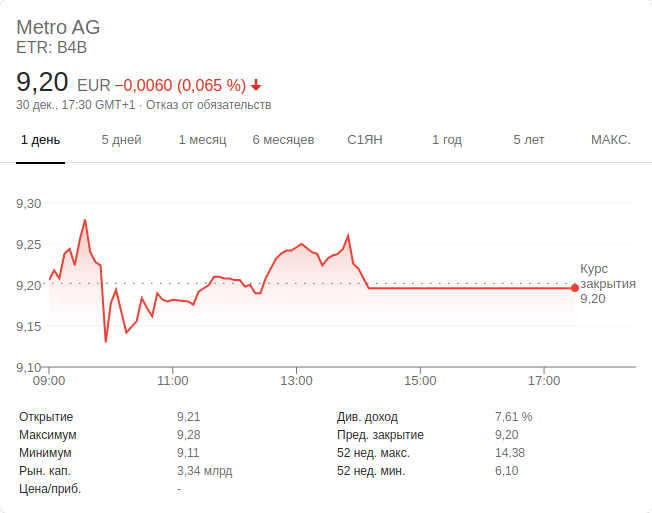 Metro AG
ETR: B4B
9,20 EUR −0,0060 (0,065 %)
30 дек., 17:30 GMT+1 · Отказ от обязательств
1 день 5 дней 1 месяц 6 месяцев С1ЯН 1 год 5 лет МАКС.
9,30
9,25
9,20
9,15
9,10
Курс
закрытия
9,20
09:00 11:00 13:00 15:00 17:00
Открытие 9,21 Див. доход 7,61 %
Максимум 9,28 Пред. закрытие 9,20
Минимум 9,11 52 нед. макс. 14,38
Рын. кап. 3,34 млрд 52 нед. мин. 6,10
Цена/приб. -